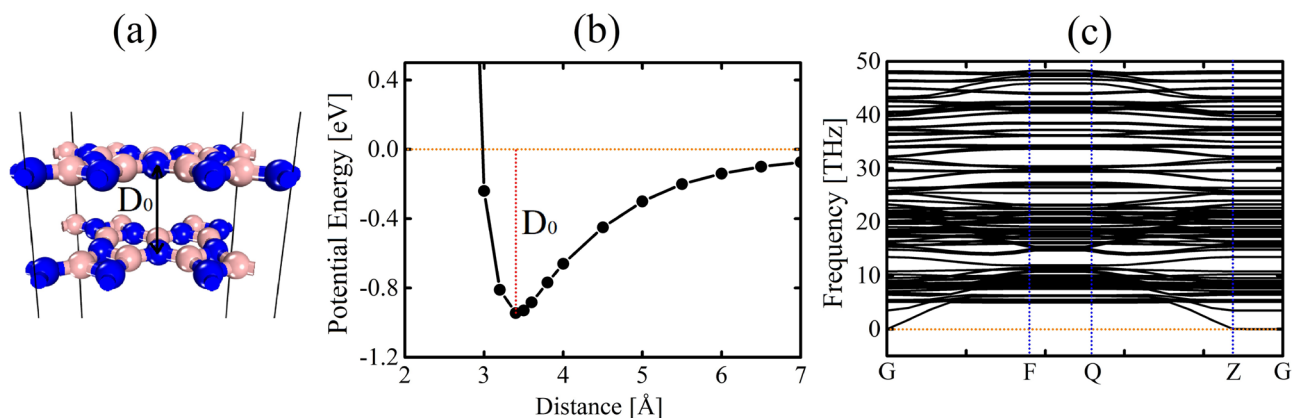 (a)
D₀
(b)
Potential Energy [eV]
0.4
0.0
-0.4
-0.8
-1.2
D₀
2 3 4 5 6 7
Distance [Å]
(c)
Frequency [THz]
50
40
30
20
10
0
G F Q Z G